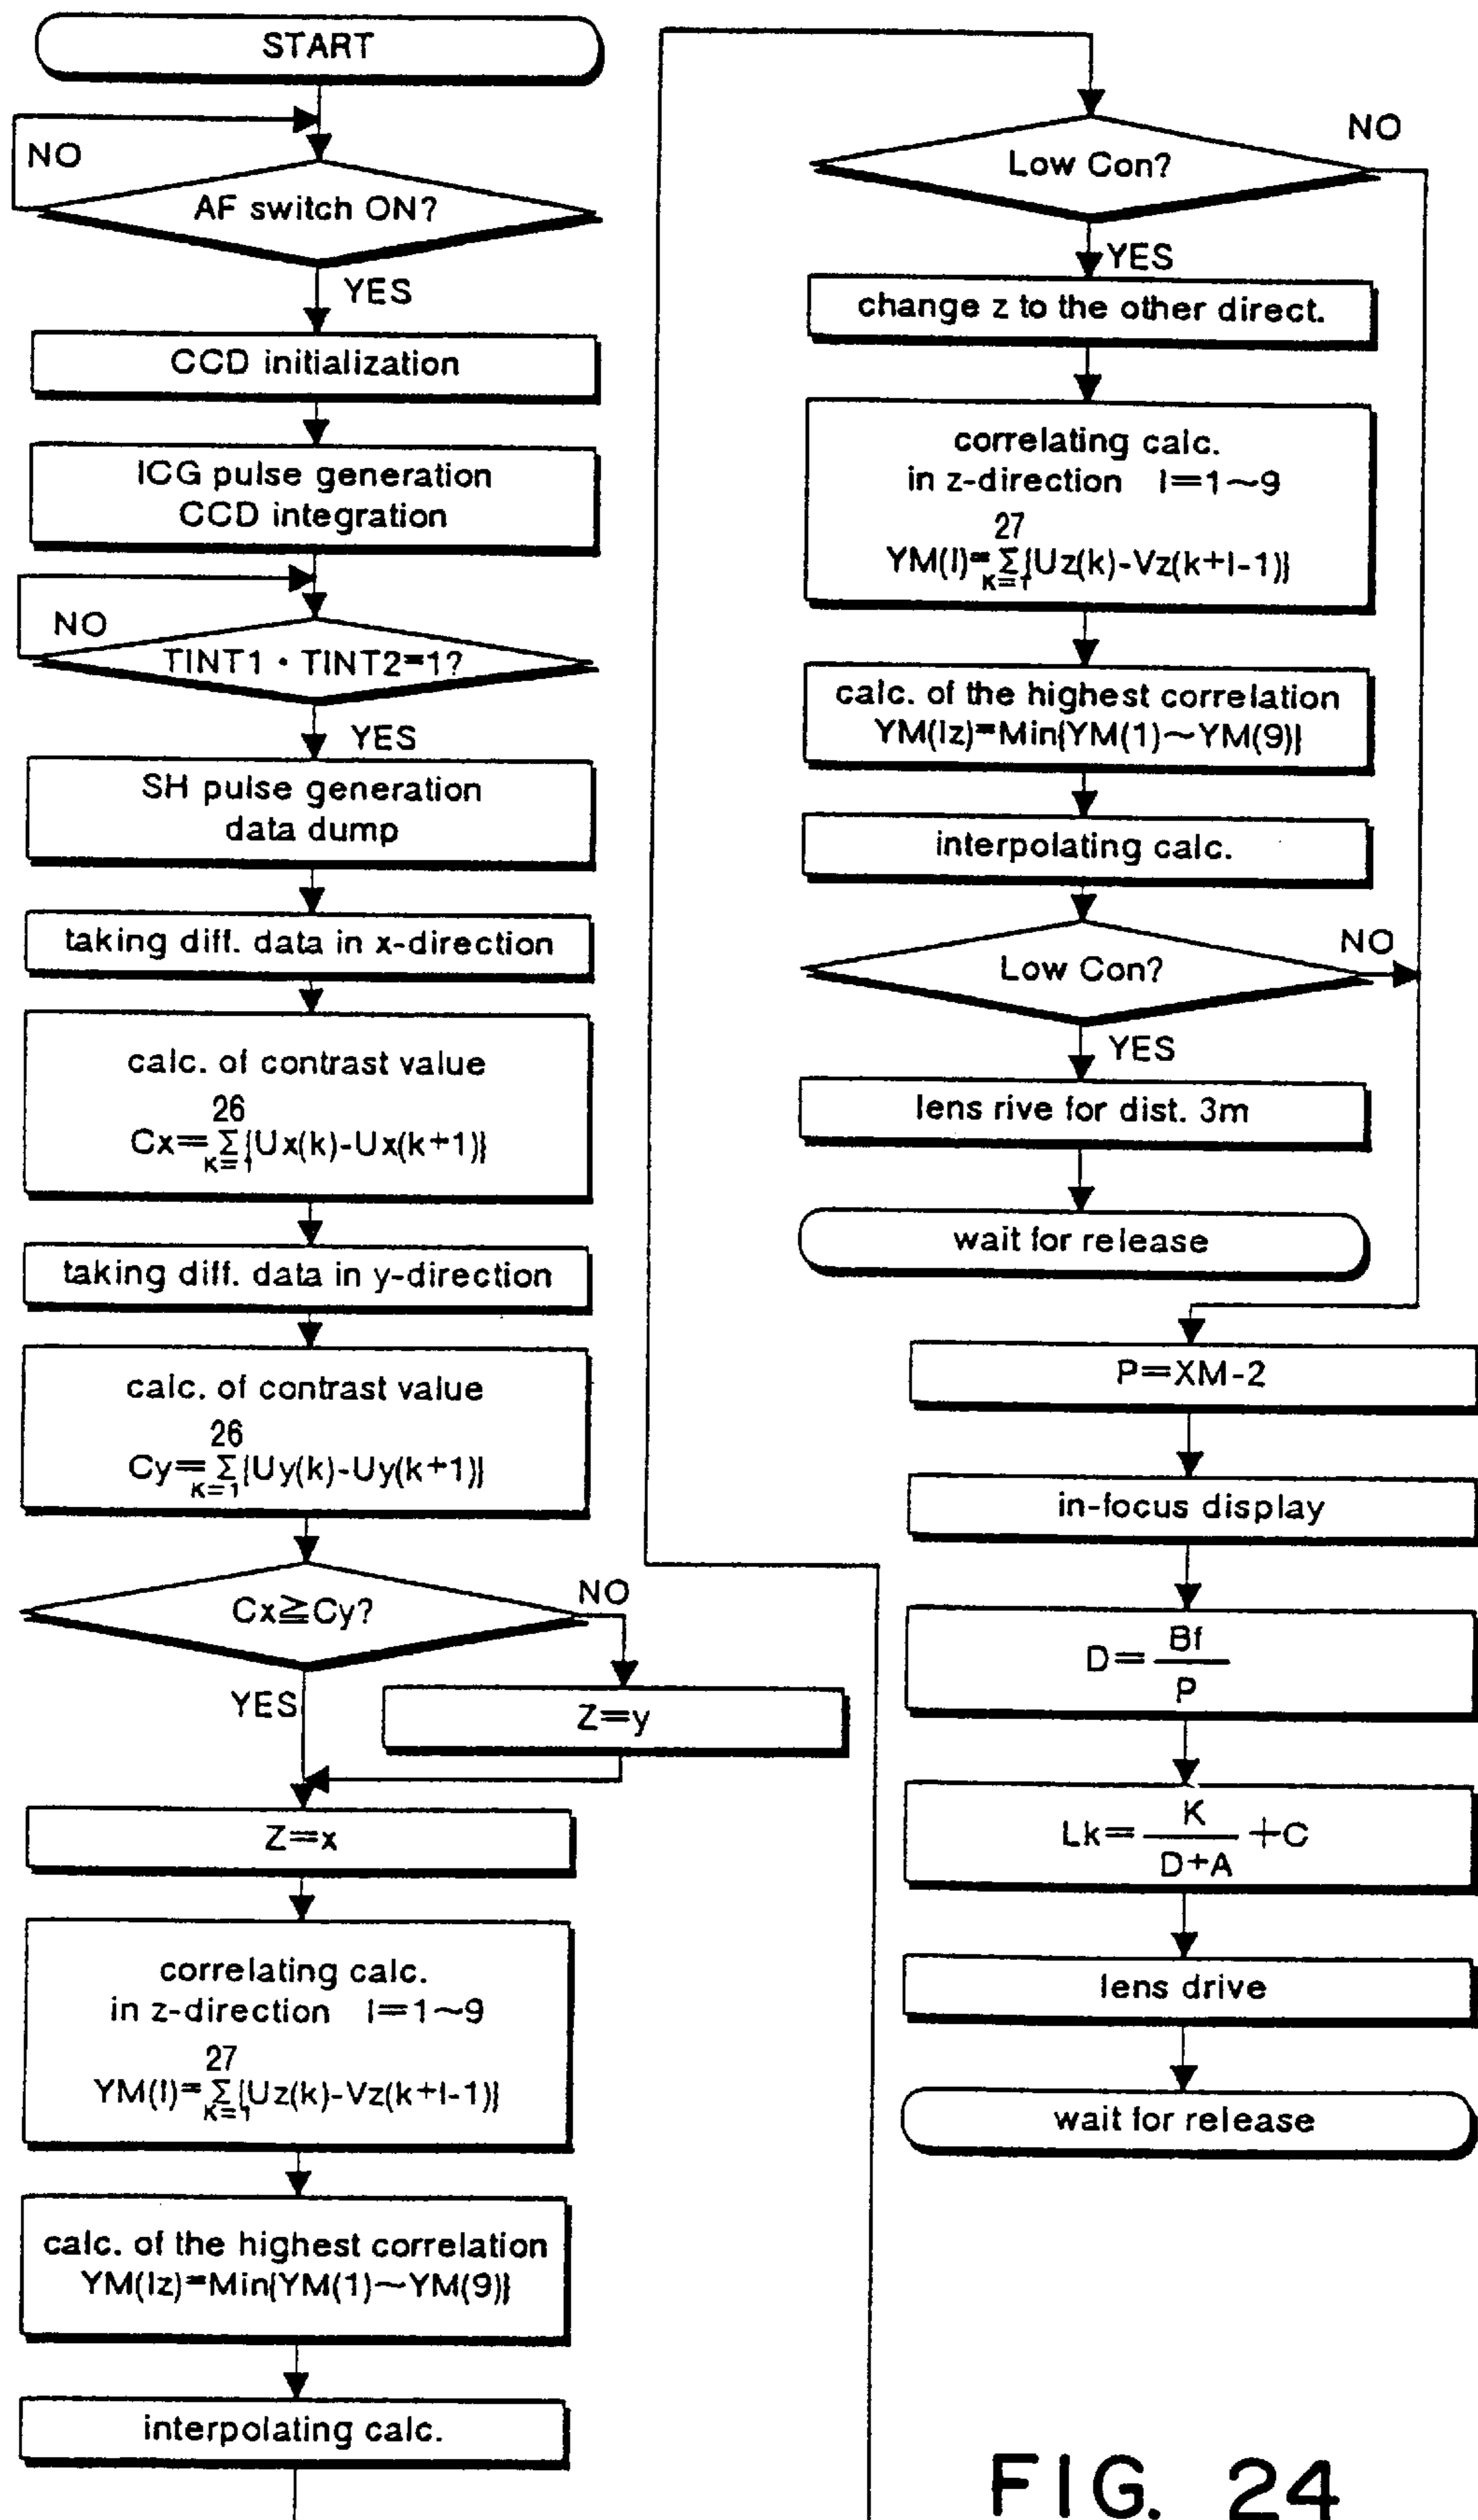 START
NO
AF switch ON?
YES
CCD initialization
ICG pulse generation
CCD integration
NO
TINT1 · TINT2=1?
YES
SH pulse generation
data dump
taking diff. data in x-direction
calc. of contrast value
26
Cx=Σ{Ux(k)-Ux(k+1)}
K=1
taking diff. data in y-direction
calc. of contrast value
26
Cy=Σ{Uy(k)-Uy(k+1)}
K=1
Cx≧Cy?
NO
YES
Z=y
Z=x
correlating calc.
in z-direction l=1~9
27
YM(l)=Σ{Uz(k)-Vz(k+l-1)}
K=1
calc. of the highest correlation
YM(lz)=Min{YM(1)~YM(9)}
interpolating calc.
Low Con?
NO
YES
change z to the other direct.
correlating calc.
in z-direction l=1~9
27
YM(l)=Σ{Uz(k)-Vz(k+l-1)}
K=1
calc. of the highest correlation
YM(lz)=Min{YM(1)~YM(9)}
interpolating calc.
Low Con?
NO
YES
lens rive for dist. 3m
wait for release
P=XM-2
in-focus display
Bf
D=
P
K
Lk= +C
D+A
lens drive
wait for release
FIG. 24